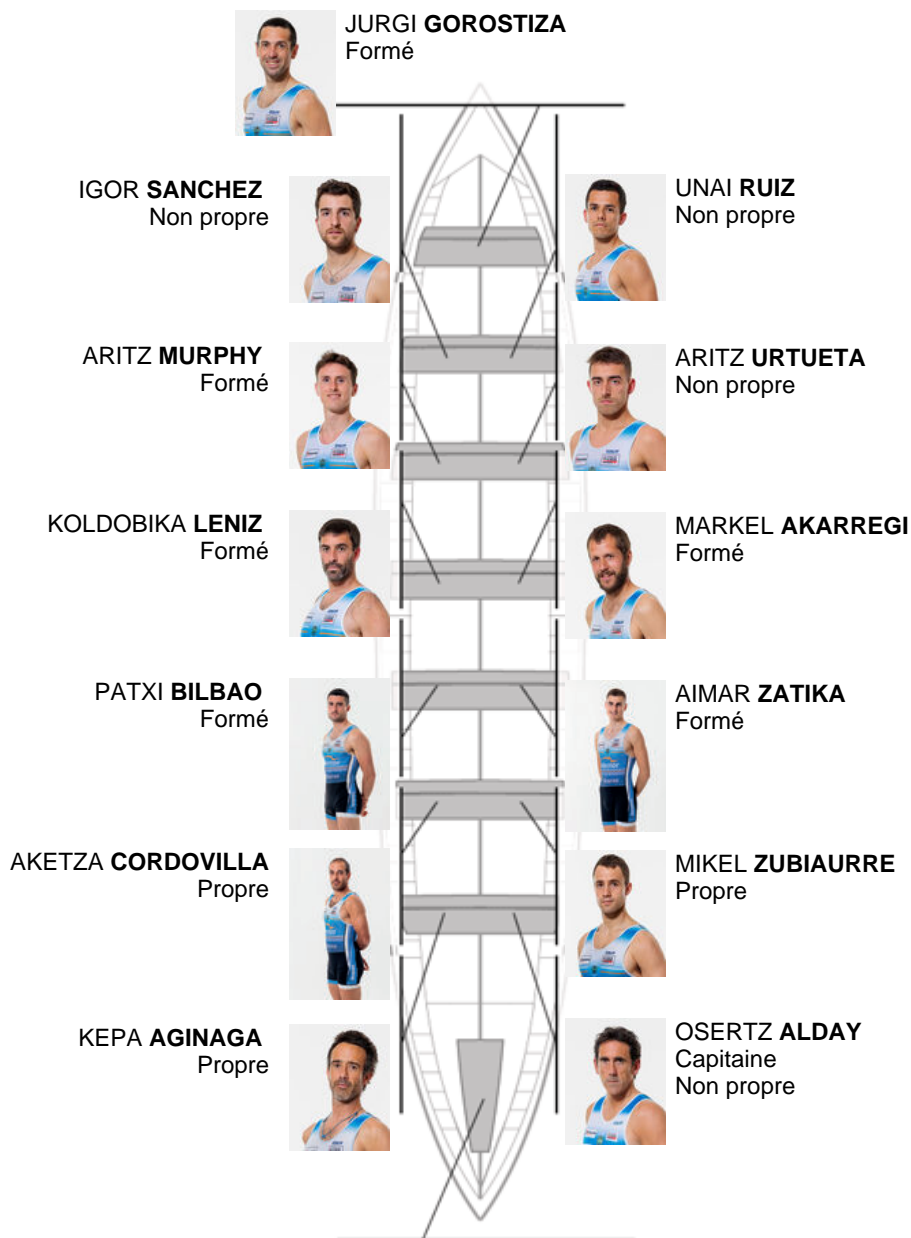 JURGI GOROSTIZA
Formé
IGOR SANCHEZ
Non propre
UNAI RUIZ
Non propre
ARITZ MURPHY
Formé
ARITZ URTUETA
Non propre
KOLDOBIKA LENIZ
Formé
MARKEL AKARREGI
Formé
PATXI BILBAO
Formé
AIMAR ZATIKA
Formé
AKETZA CORDOVILLA
Propre
MIKEL ZUBIAURRE
Propre
KEPA AGINAGA
Propre
OSERTZ ALDAY
Capitaine
Non propre